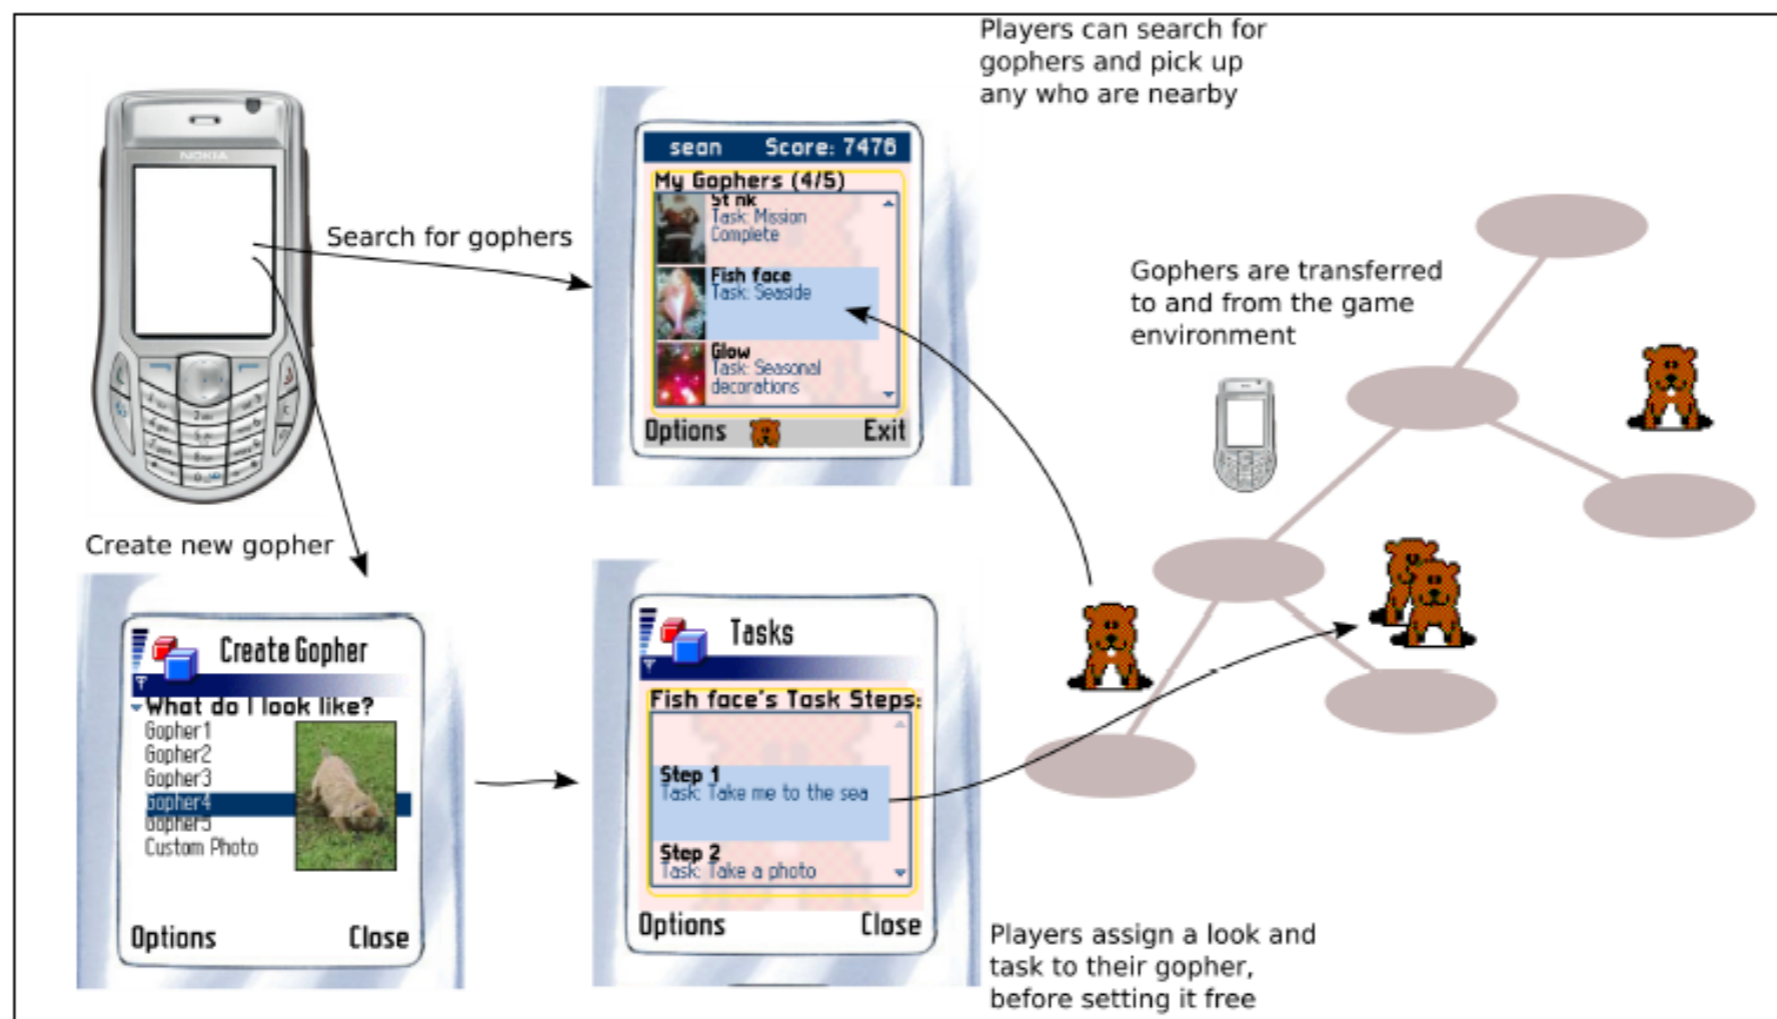 Players can search for
gophers and pick up
any who are nearby
NOKIA
Search for gophers
sean Score: 7476
My Gophers (4/5)
Task: Mission
Complete
Fish face
Task: Seaside
Glow
Task: Seasonal
decorations
Options Exit
Gophers are transferred
to and from the game
environment
Create new gopher
Create Gopher
What do I look like?
Gopher1
Gopher2
Gopher3
Gopher4
Gopher5
Custom Photo
Options Close
Tasks
Fish face's Task Steps:
Step 1
Task: Take me to the sea
Step 2
Task: Take a photo
Options Close
Players assign a look and
task to their gopher,
before setting it free